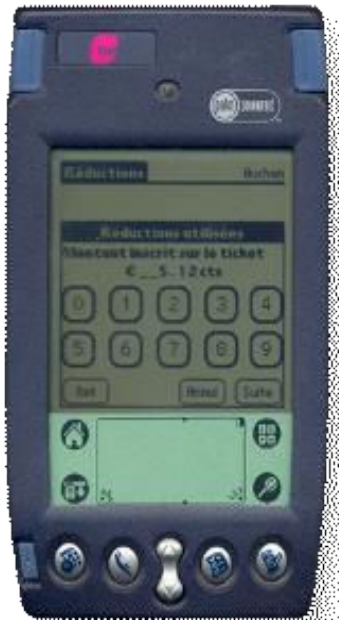 Réductions Auchan
Réductions utilisées
Montant inscrit sur le ticket
€__5.12cts
0 1 2 3 4
5 6 7 8 9
Annul Suite